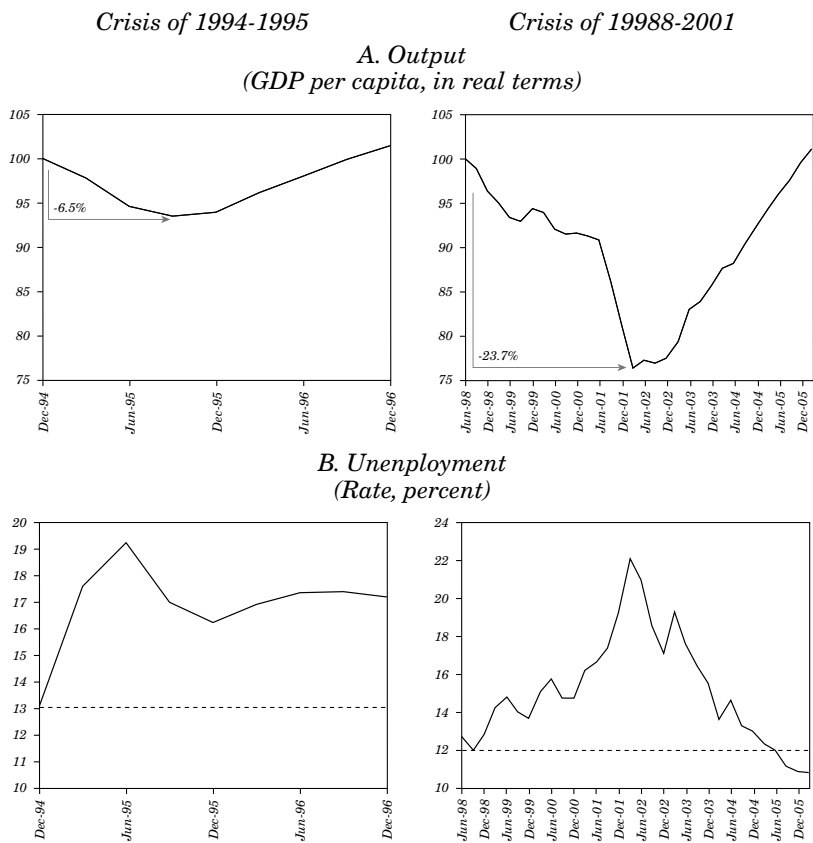 Crisis of 1994-1995
Crisis of 19988-2001
A. Output
(GDP per capita, in real terms)
105
100
95
90
85
80
75
-6.5%
Dec-94
Jun-95
Dec-95
Jun-96
Dec-96
105
100
95
90
85
80
75
-23.7%
Jun-98
Dec-98
Jun-99
Dec-99
Jun-00
Dec-00
Jun-01
Dec-01
Jun-02
Dec-02
Jun-03
Dec-03
Jun-04
Dec-04
Jun-05
Dec-05
B. Unenployment
(Rate, percent)
20
19
18
17
16
15
14
13
12
11
10
Dec-94
Jun-95
Dec-95
Jun-96
Dec-96
24
22
20
18
16
14
12
10
Jun-98
Dec-98
Jun-99
Dec-99
Jun-00
Dec-00
Jun-01
Dec-01
Jun-02
Dec-02
Jun-03
Dec-03
Jun-04
Dec-04
Jun-05
Dec-05